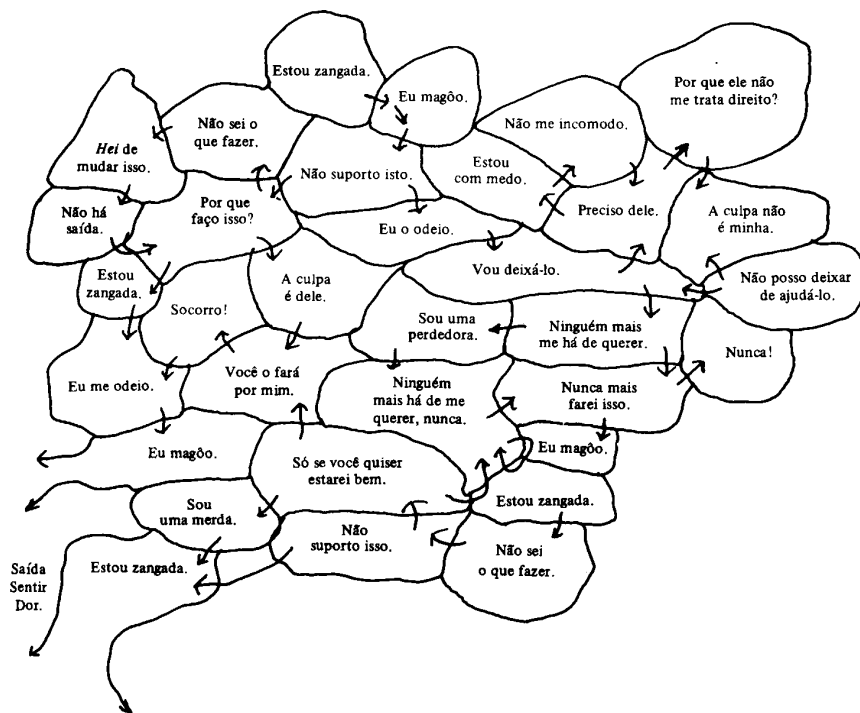 Estou zangada.
Eu magôo.
Por que ele não
me trata direito?
Hei de
mudar isso.
Não sei o
que fazer.
Não suporto isto.
Estou
com medo.
Não me incomodo.
Não há
saída.
Por que
faço isso?
Eu o odeio.
Preciso dele.
A culpa não
é minha.
Estou
zangada.
Socorro!
A culpa
é dele.
Vou deixá-lo.
Não posso deixar
de ajudá-lo.
Sou uma
perdedora.
Ninguém mais
me há de querer.
Nunca!
Eu me odeio.
Você o fará
por mim.
Ninguém
mais há de me
querer, nunca.
Nunca mais
farei isso.
Eu magôo.
Só se você quiser
estarei bem.
Eu magôo.
Sou
uma merda.
Não
suporto isso.
Estou zangada.
Não sei
o que fazer.
Saída
Sentir
Dor.
Estou zangada.